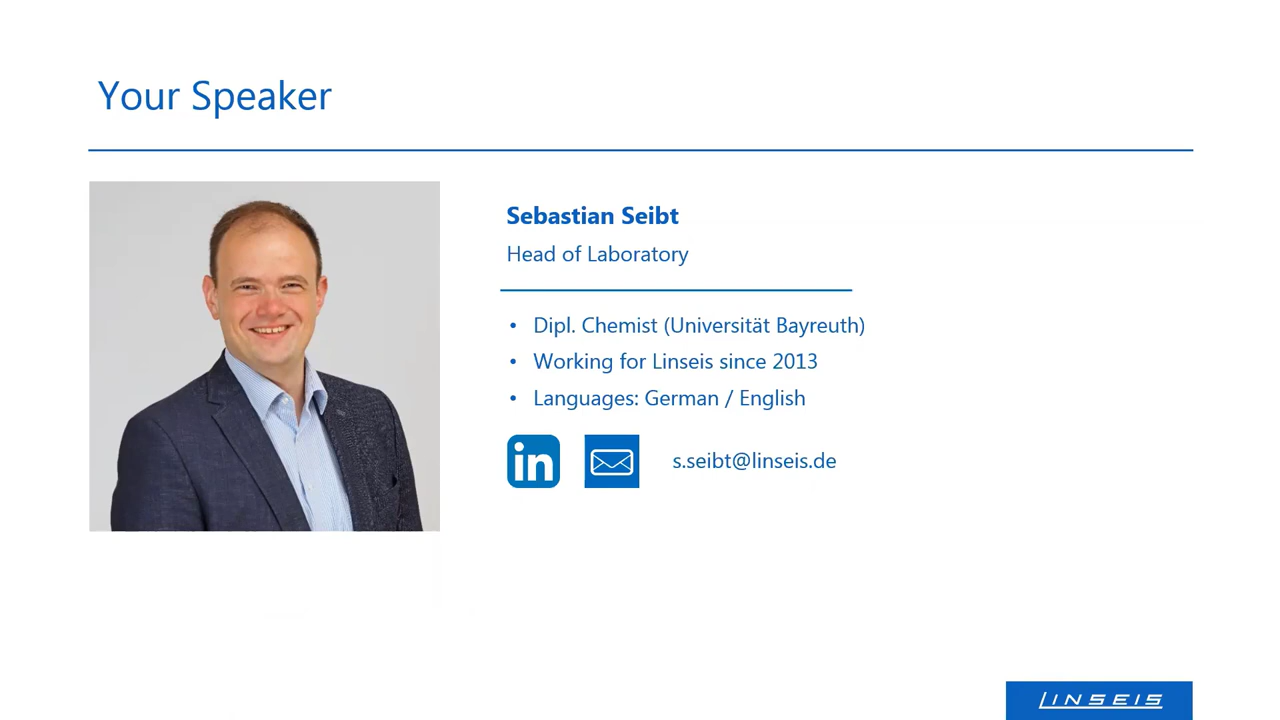 Your Speaker
Sebastian Seibt
Head of Laboratory
• Dipl. Chemist (Universität Bayreuth)
• Working for Linseis since 2013
• Languages: German / English
in
s.seibt@linseis.de
LINSEIS